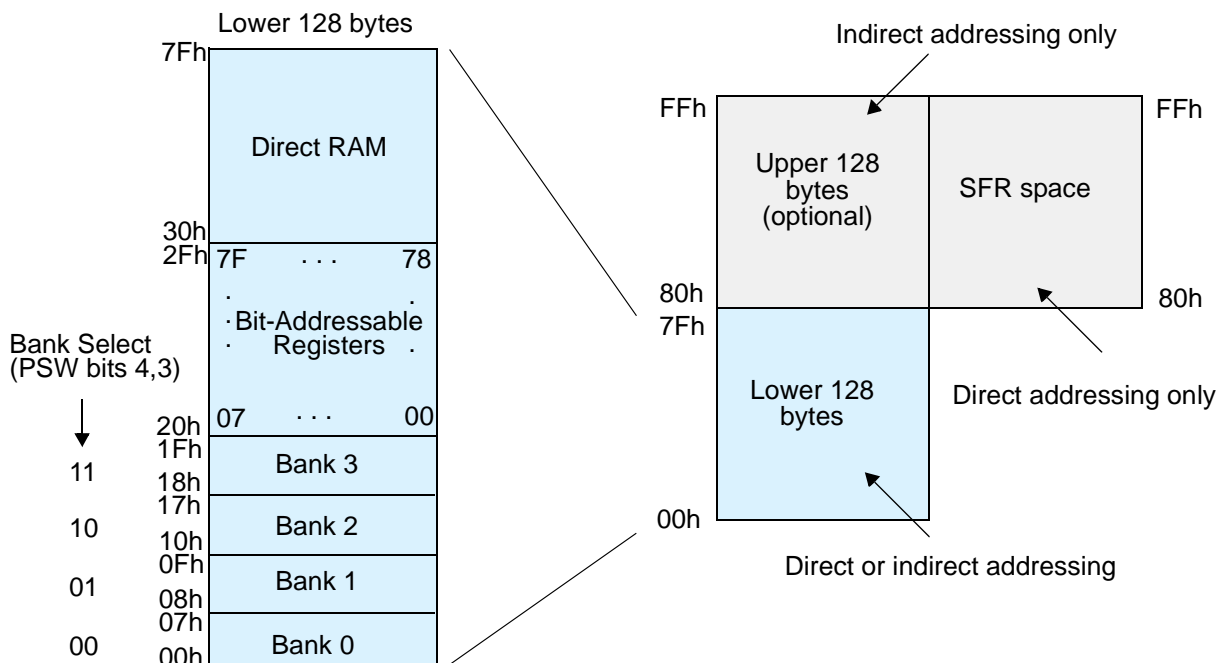 Lower 128 bytes
7Fh
Direct RAM
30h
2Fh
7F . . . 78
. .
. Bit-Addressable
. Registers .
07 . . . 00
20h
Bank Select
(PSW bits 4,3)
1Fh
11
Bank 3
18h
17h
10
Bank 2
10h
0Fh
01
Bank 1
08h
07h
00
Bank 0
00h
Indirect addressing only
FFh
FFh
Upper 128
bytes
(optional)
SFR space
80h
80h
7Fh
Lower 128
bytes
Direct addressing only
00h
Direct or indirect addressing